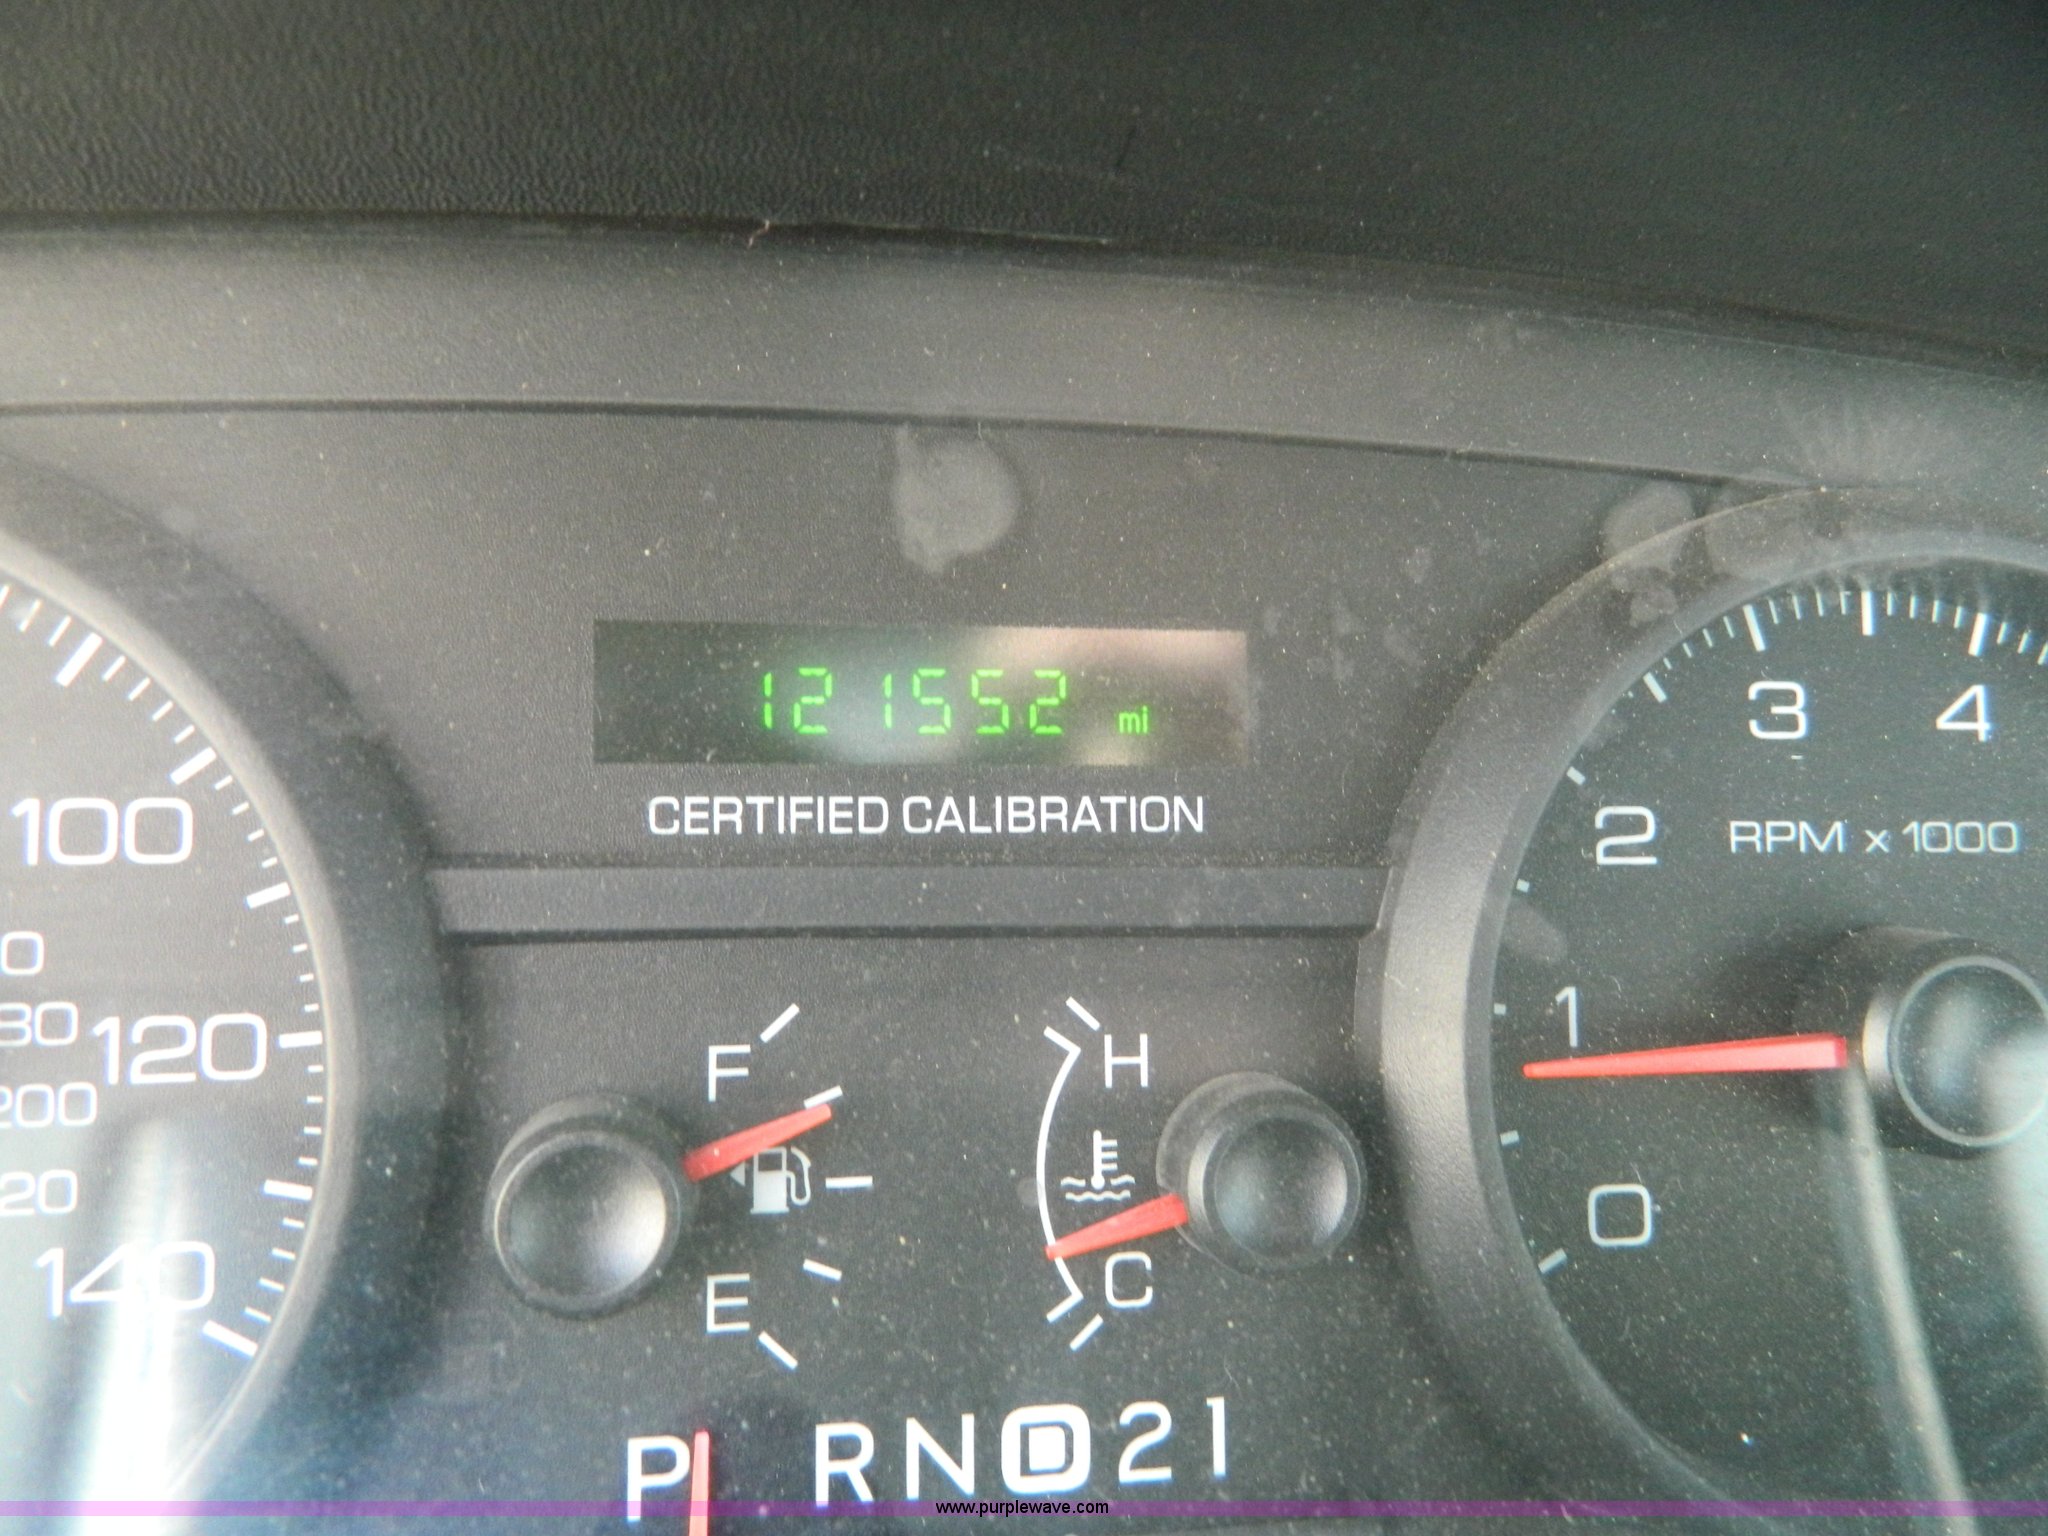 121552 mi
CERTIFIED CALIBRATION
100
120
200
140
F
E
H
C
3
4
2
RPM x 1000
1
0
P R N D 2 1
www.purplewave.com